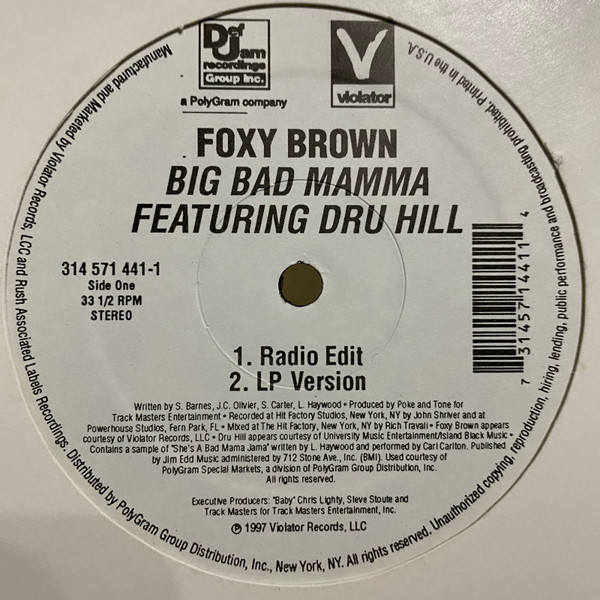 Def
Jam
recordings
Group Inc.
a PolyGram company
V
violator
FOXY BROWN
BIG BAD MAMMA
FEATURING DRU HILL
314 571 441-1
Side One
33 1/2 RPM
STEREO
7 31457 14411 4
1. Radio Edit
2. LP Version
Written by S. Barnes, J.C. Olivier, S. Carter, L. Haywood • Produced by Poke and Tone for
Track Masters Entertainment • Recorded at Hit Factory Studios, New York, NY by John Shriver and at
Powerhouse Studios, Fern Park, FL • Mixed at The Hit Factory, NY by Rich Travali • Foxy Brown appears
courtesy of Violator Records, LLC • Dru Hill appears courtesy of University Music Entertainment/Island Black Music •
Contains a sample of "She's A Bad Mama Jama" written by L. Haywood and performed by Carl Carlton. Published
by Jim Edd Music administered by 712 Stone Ave., Inc. (BMI). Used courtesy of
PolyGram Special Markets, a division of PolyGram Group Distribution, Inc.
All rights reserved.
Executive Producers: "Baby" Chris Lighty, Steve Stoute and
Track Masters for Track Masters Entertainment, Inc.
℗ 1997 Violator Records, LLC
Manufactured and Marketed by Violator Records, LCC and Rush Associated Labels Recordings. Distributed by PolyGram Group Distribution, Inc., New York, NY. All rights reserved. Unauthorized copying, reproduction, hiring, lending, public performance and broadcasting prohibited. Printed in the U.S.A.